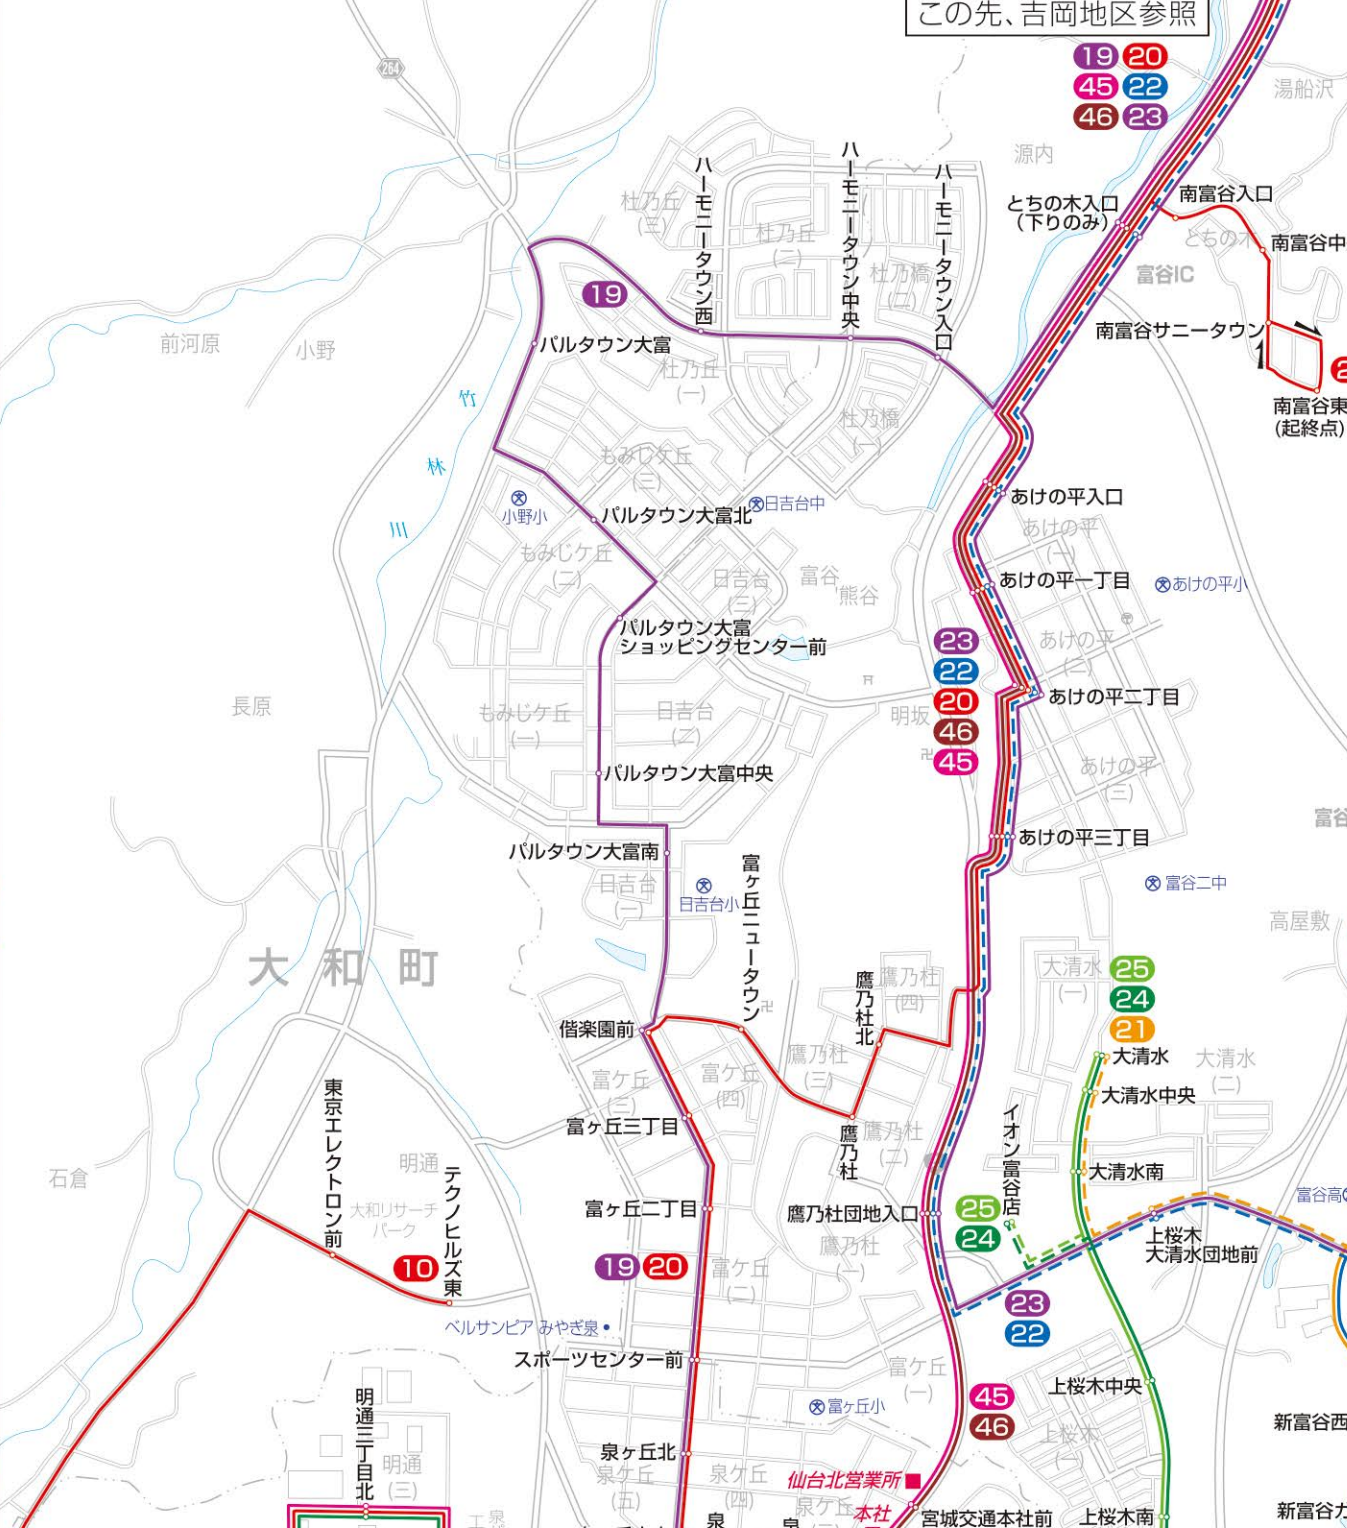 この先、吉岡地区参照
264
19 20
45 22
46 23
湯船沢
源内
とちの木入口
(下りのみ)
南富谷入口
とちの木
南富谷中
富谷IC
南富谷サニータウン
南富谷東
(起終点)
ハーモニータウン西
ハーモニータウン中央
ハーモニータウン入口
杜乃丘
(三)
杜乃丘
(二)
杜乃橋
(二)
19
パルタウン大富
前河原
小野
杜乃丘
(一)
杜乃橋
(一)
竹
林
川
もみじケ丘
(三)
小野小
日吉台中
パルタウン大富北
もみじケ丘
(二)
日吉台
(三)
富谷
熊谷
あけの平入口
あけの平
(一)
あけの平一丁目
あけの平小
パルタウン大富
ショッピングセンター前
23
22
20
46
45
あけの平
(二)
あけの平二丁目
長原
もみじケ丘
(一)
日吉台
(二)
明坂
あけの平
(三)
パルタウン大富中央
富谷
あけの平三丁目
パルタウン大富南
日吉台
(一)
日吉台小
富ヶ丘ニュータウン
富谷二中
高屋敷
大和町
鷹乃杜北
鷹乃杜
(四)
大清水
(一)
25
24
21
偕楽園前
大清水
大清水
(二)
大清水中央
鷹乃杜
(三)
富ケ丘
(三)
富ケ丘
(四)
東京エレクトロン前
富ヶ丘三丁目
鷹乃杜
鷹乃杜
(二)
イオン富谷店
大清水南
明通
石倉
テクノヒルズ東
大和リサーチ
パーク
富ヶ丘二丁目
鷹乃杜団地入口
25
24
富谷高
上桜木
大清水団地前
鷹乃杜
(一)
10
19 20
富ケ丘
(二)
23
22
ベルサンピア みやぎ泉
スポーツセンター前
富ケ丘
(一)
上桜木中央
明通三丁目北
富ヶ丘小
45
46
新富谷西
上桜木
(一)
泉ヶ丘北
明通
(三)
泉ケ丘
(五)
泉ケ丘
(四)
仙台北営業所
泉ケ丘
本社
宮城交通本社前
上桜木南
新富谷ガ
泉
泉